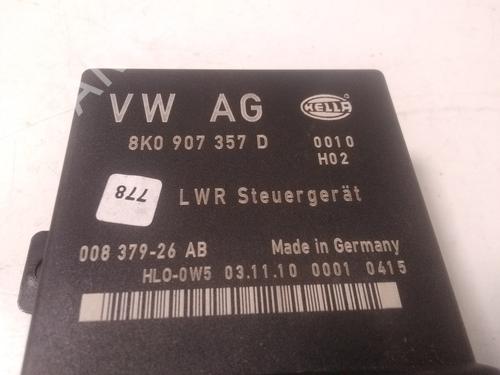 VW AG
HELLA
8K0 907 357 D 0010
H02
778
LWR Steuergerät
008 379-26 AB Made in Germany
HLO-0W5 03.11.10 0001 0415